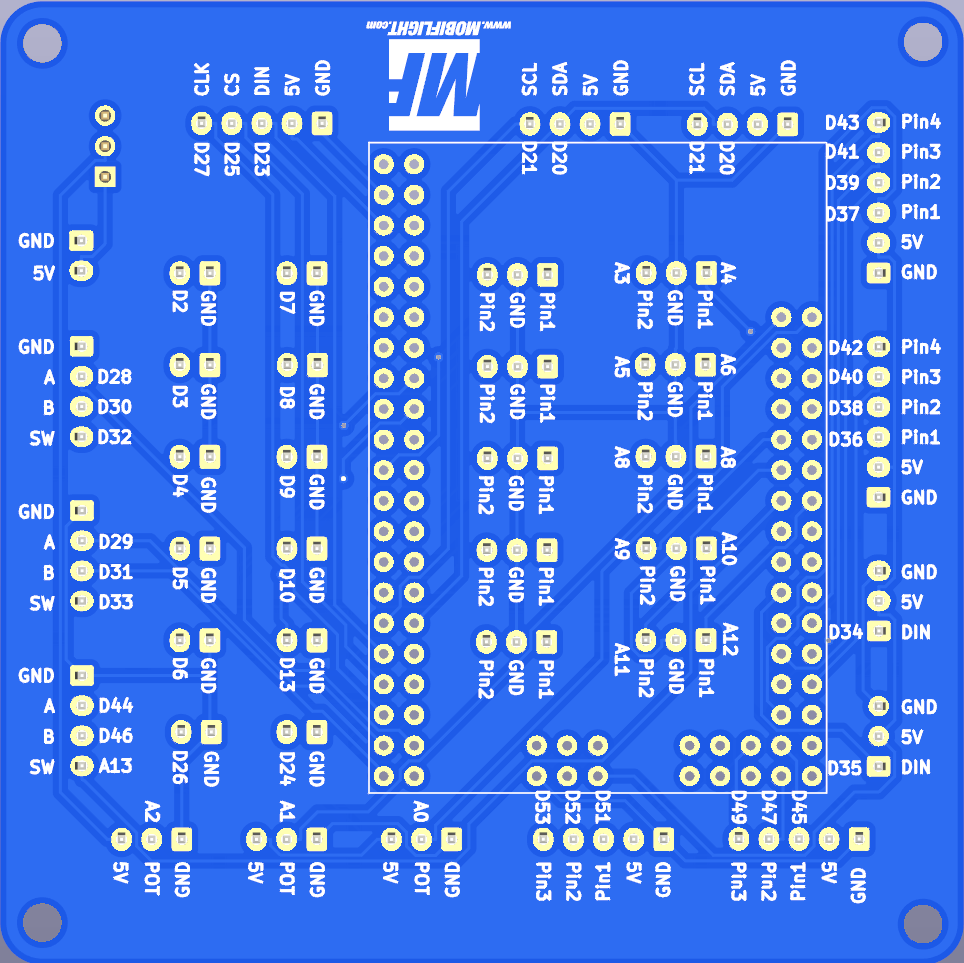 www.MOBIFLIGHT.com
MF
CLK CS DIN 5V GND
D27 D25 D23
SCL SDA 5V GND
D21 D20
SCL SDA 5V GND
D21 D20
D43 Pin4
D41 Pin3
D39 Pin2
D37 Pin1
5V
GND
GND
5V
GND
A D28
B D30
SW D32
GND
A D29
B D31
SW D33
GND
A D44
B D46
SW A13
D2 GND
D7 GND
D3 GND
D8 GND
D4 GND
D9 GND
D5 GND
D10 GND
D6 GND
D13 GND
D26 GND
D24 GND
Pin2 GND Pin1
Pin2 GND Pin1
Pin2 GND Pin1
Pin2 GND Pin1
Pin2 GND Pin1
A3 A4
Pin2 GND Pin1
A5 A6
Pin2 GND Pin1
A8 A8
Pin2 GND Pin1
A9 A10
Pin2 GND Pin1
A11 A12
Pin2 GND Pin1
D42 Pin4
D40 Pin3
D38 Pin2
D36 Pin1
5V
GND
GND
5V
D34 DIN
GND
5V
D35 DIN
A2
5V POT GND
A1
5V POT GND
A0
5V POT GND
D53 D52 D51
Pin3 Pin2 Pin1 5V GND
D49 D47 D45
Pin3 Pin2 Pin1 5V GND